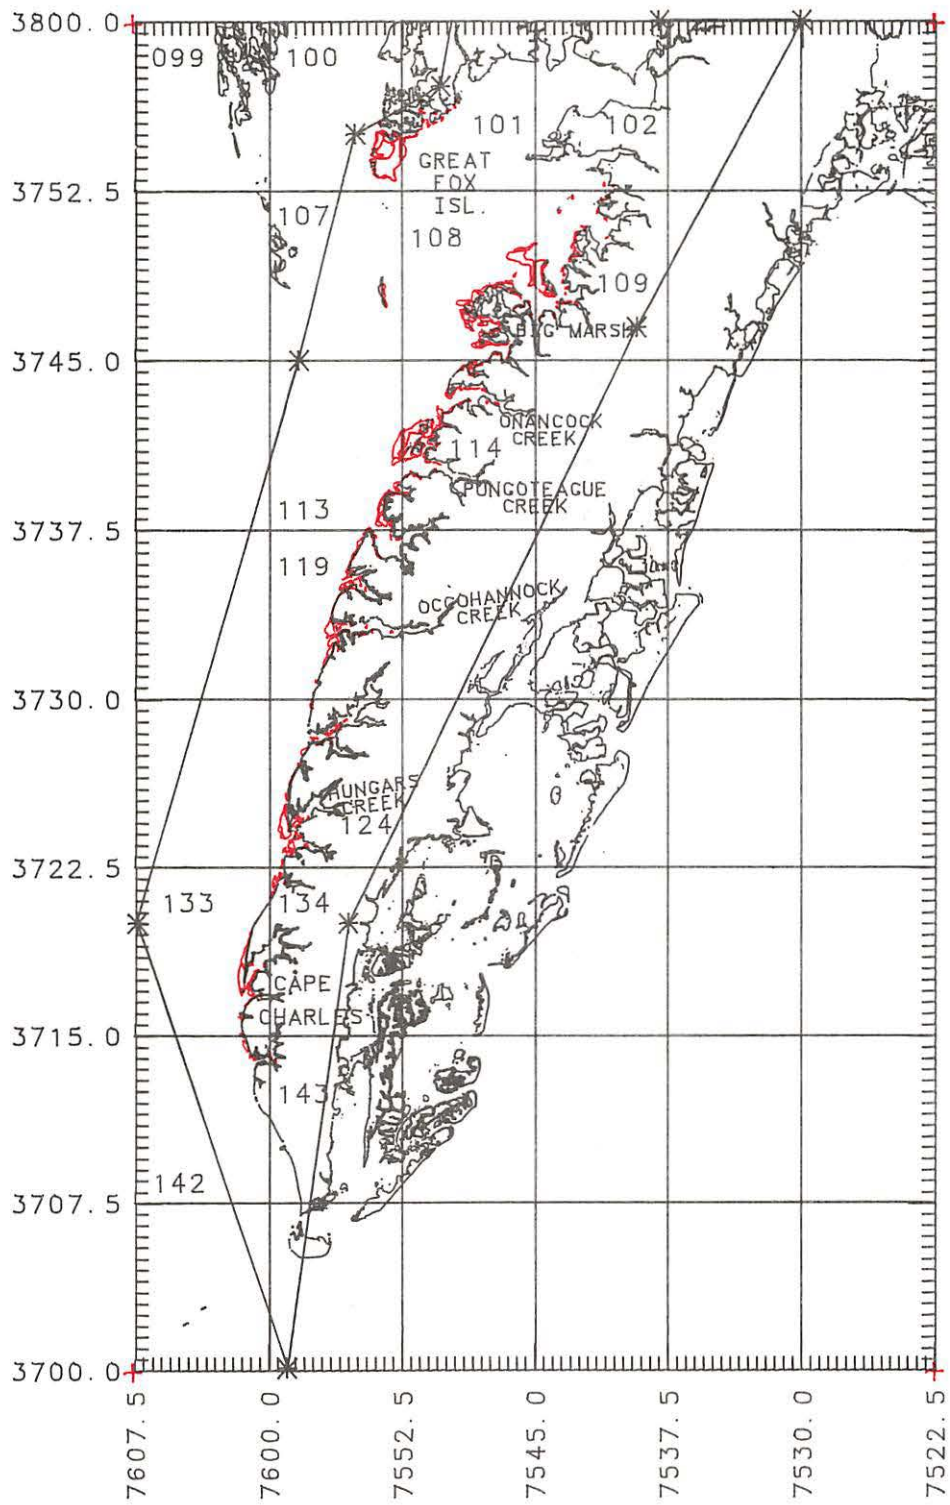 3800.0
099 100
101 102
GREAT
FOX
ISL.
3752.5
107
108
109
BIG MARSH
3745.0
ONANCOCK
CREEK
114
PUNGOTEAGUE
CREEK
113
3737.5
119
OCCOHANNOCK
CREEK
3730.0
HUNGARS
CREEK
124
3722.5
133 134
CAPE
CHARLES
3715.0
143
142
3707.5
3700.0
7607.5
7600.0
7552.5
7545.0
7537.5
7530.0
7522.5